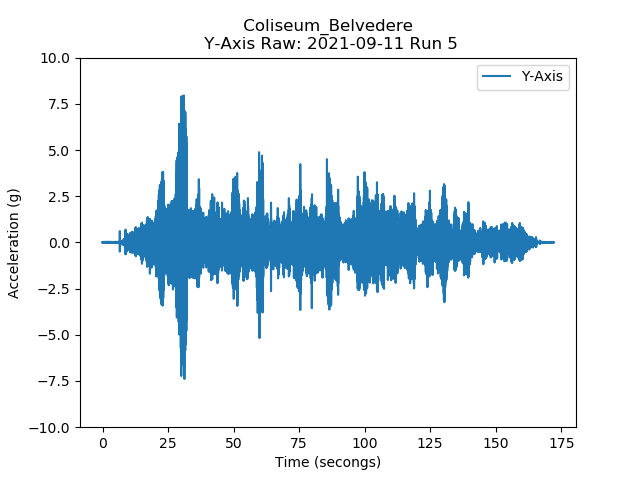 Coliseum_Belvedere
Y-Axis Raw: 2021-09-11 Run 5
Y-Axis
10.0
7.5
5.0
2.5
0.0
−2.5
−5.0
−7.5
−10.0
Acceleration (g)
0 25 50 75 100 125 150 175
Time (secongs)